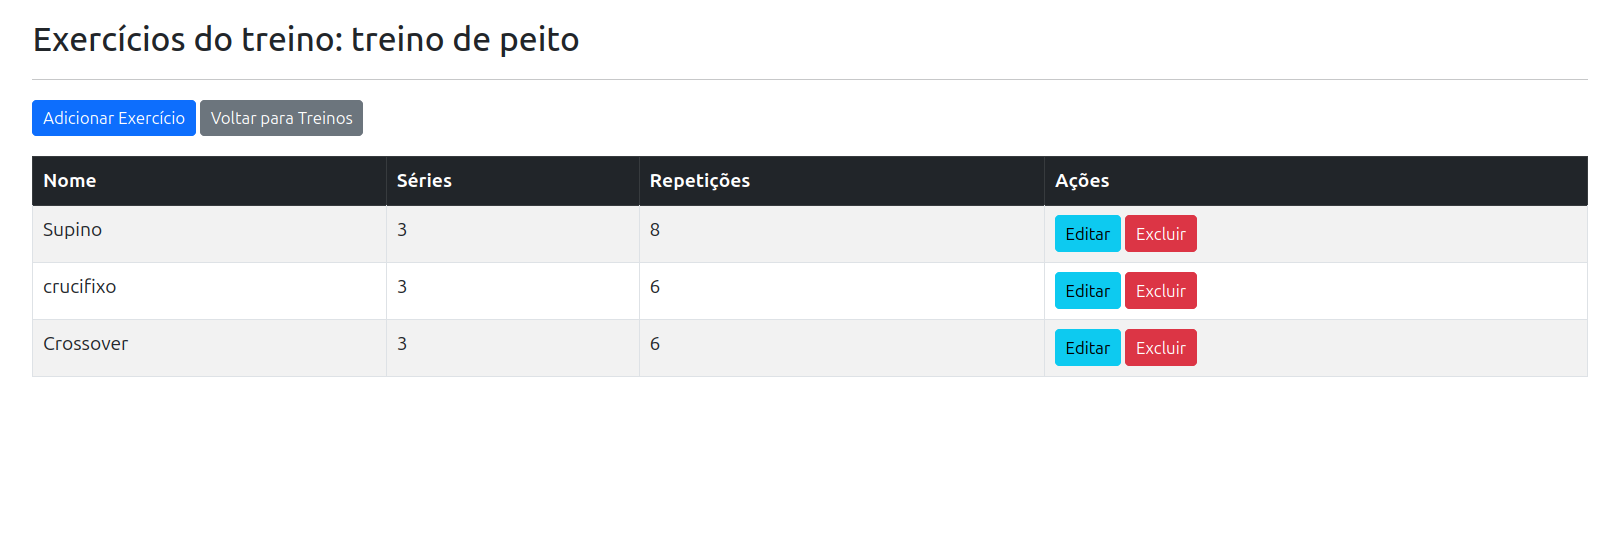 Exercícios do treino: treino de peito
Adicionar Exercício Voltar para Treinos
Nome Séries Repetições Ações
Supino 3 8 Editar Excluir
crucifixo 3 6 Editar Excluir
Crossover 3 6 Editar Excluir